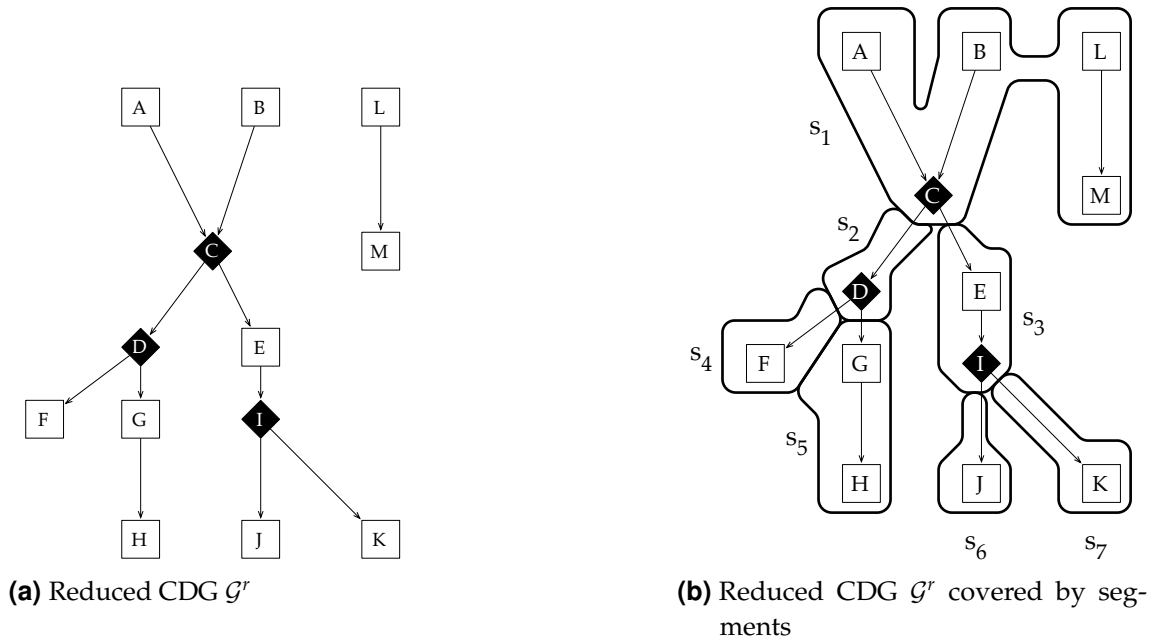 A B L
C
M
D
E
F G I
H J K
(a) Reduced CDG 𝒢ʳ
A B L
s₁
C M
s₂
D E
s₃
s₄ F G I
s₅
H J K
s₆ s₇
(b) Reduced CDG 𝒢ʳ covered by seg-
ments